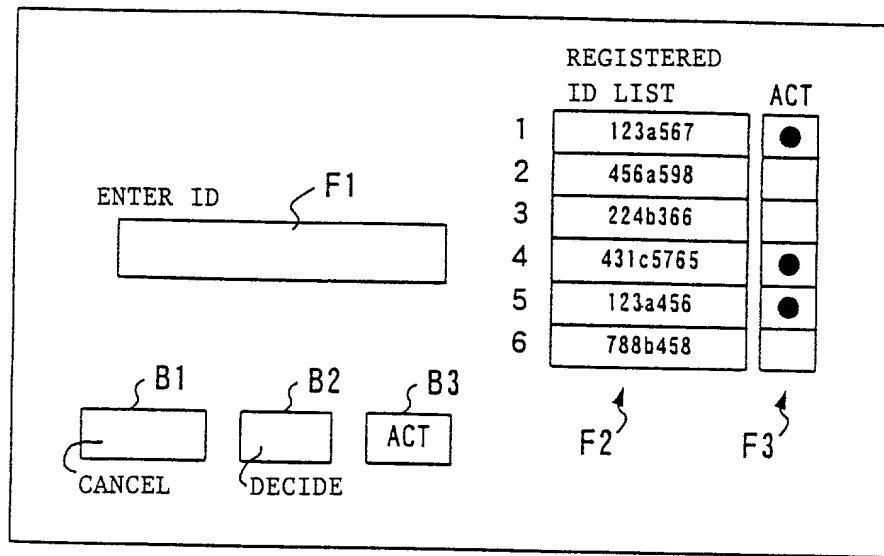 REGISTERED
ID LIST ACT
1 123a567
2 456a598
3 224b366
4 431c5765
5 123a456
6 788b458
ENTER ID F1
B1 B2 B3
ACT
CANCEL DECIDE
F2 F3